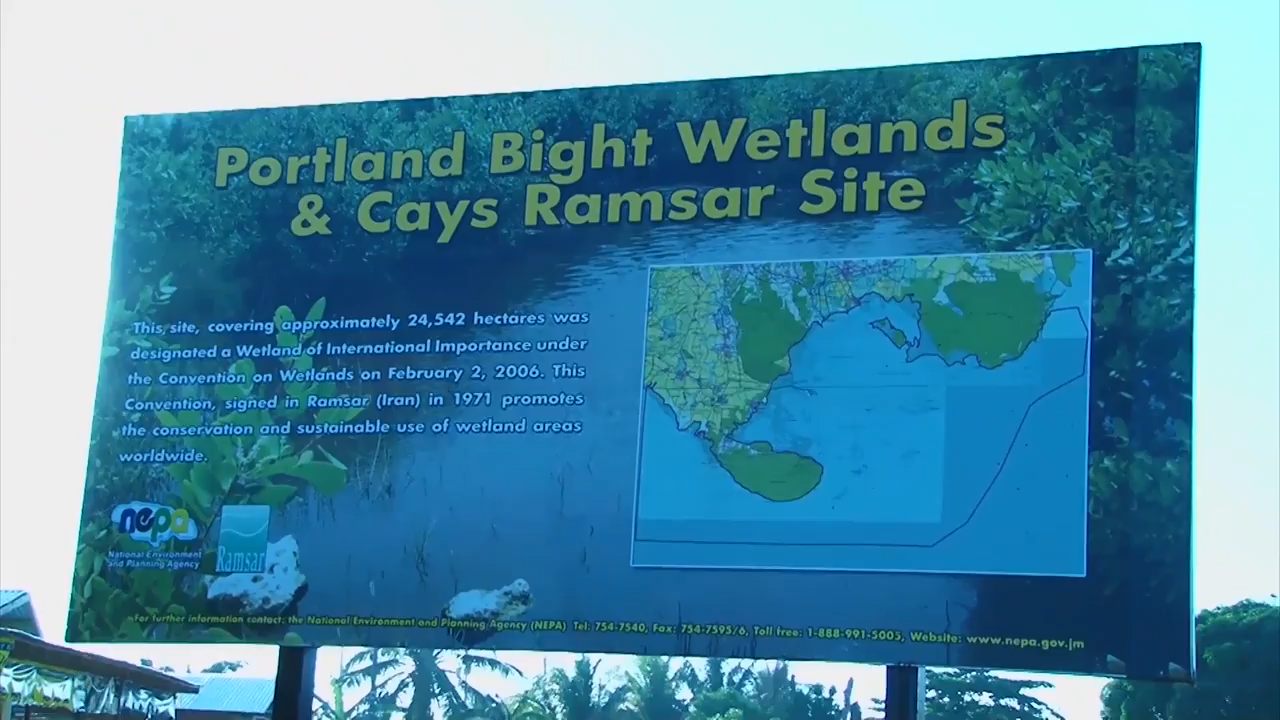 Portland Bight Wetlands
& Cays Ramsar Site
This site, covering approximately 24,542 hectares was
designated a Wetland of International Importance under
the Convention on Wetlands on February 2, 2006. This
Convention, signed in Ramsar (Iran) in 1971 promotes
the conservation and sustainable use of wetland areas
worldwide.
nepa
National Environment
and Planning Agency
Ramsar
For further information contact: the National Environment and Planning Agency (NEPA) Tel: 754-7540, Fax: 754-7595/6, Toll free: 1-888-991-5005, Website: www.nepa.gov.jm